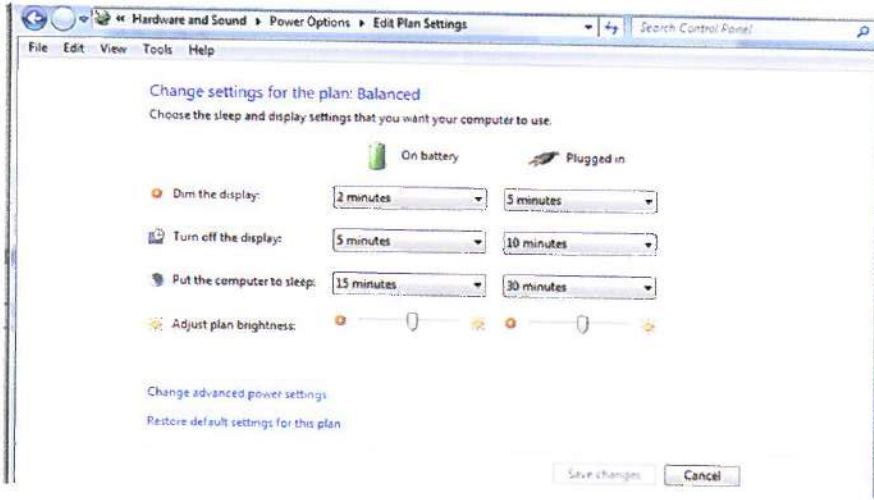 « Hardware and Sound ▸ Power Options ▸ Edit Plan Settings Search Control Panel
File Edit View Tools Help
Change settings for the plan: Balanced
Choose the sleep and display settings that you want your computer to use.
On battery Plugged in
Dim the display: 2 minutes 5 minutes
Turn off the display: 5 minutes 10 minutes
Put the computer to sleep: 15 minutes 30 minutes
Adjust plan brightness:
Change advanced power settings
Restore default settings for this plan
Save changes Cancel